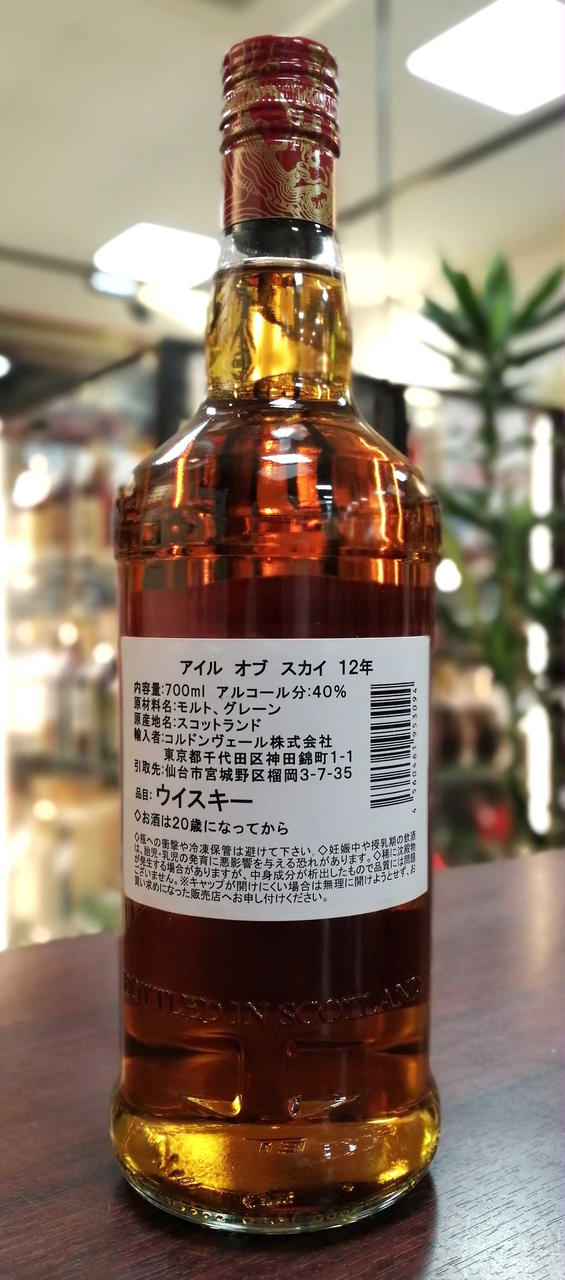 アイル オブ スカイ 12年
内容量:700ml アルコール分:40%
原材料名:モルト、グレーン
原産地名:スコットランド
輸入者:コルドンヴェール株式会社
東京都千代田区神田錦町1-1
引取先:仙台市宮城野区榴岡3-7-35
品目:ウイスキー
◇お酒は20歳になってから
◇瓶への衝撃や冷凍保管は避けて下さい。◇妊娠中や授乳期の飲酒
は、胎児・乳児の発育に悪影響を与える恐れがあります。◇稀に沈殿物
が発生する場合がありますが、中身成分が析出したもので品質には問題
ございません。※キャップが開けにくい場合は無理に開けようとせず、お
買い求めになった販売店へお申し付けください。
4 560461 953094
BOTTLED IN SCOTLAND